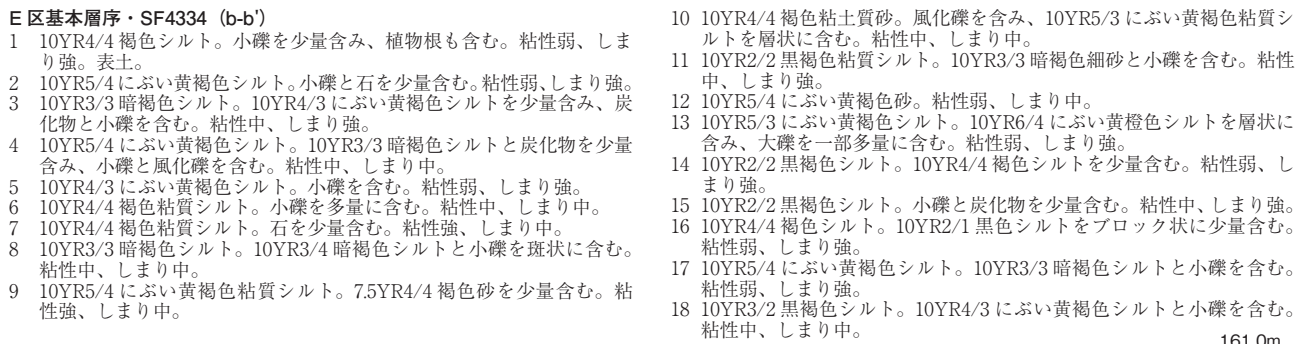 E 区基本層序・SF4334（b-b'）
1 10YR4/4 褐色シルト。小礫を少量含み、植物根も含む。粘性弱、しま
り強。表土。
2 10YR5/4 にぶい黄褐色シルト。小礫と石を少量含む。粘性弱、しまり強。
3 10YR3/3 暗褐色シルト。10YR4/3 にぶい黄褐色シルトを少量含み、炭
化物と小礫を含む。粘性中、しまり強。
4 10YR5/4 にぶい黄褐色シルト。10YR3/3 暗褐色シルトと炭化物を少量
含み、小礫と風化礫を含む。粘性中、しまり中。
5 10YR4/3 にぶい黄褐色シルト。小礫を含む。粘性弱、しまり強。
6 10YR4/4 褐色粘質シルト。小礫を多量に含む。粘性中、しまり中。
7 10YR4/4 褐色粘質シルト。石を少量含む。粘性強、しまり中。
8 10YR3/3 暗褐色シルト。10YR3/4 暗褐色シルトと小礫を斑状に含む。
粘性中、しまり中。
9 10YR5/4 にぶい黄褐色粘質シルト。7.5YR4/4 褐色砂を少量含む。粘
性強、しまり中。
10 10YR4/4 褐色粘土質砂。風化礫を含み、10YR5/3 にぶい黄褐色粘質シ
ルトを層状に含む。粘性中、しまり中。
11 10YR2/2 黒褐色粘質シルト。10YR3/3 暗褐色細砂と小礫を含む。粘性
中、しまり強。
12 10YR5/4 にぶい黄褐色砂。粘性弱、しまり中。
13 10YR5/3 にぶい黄褐色シルト。10YR6/4 にぶい黄橙色シルトを層状に
含み、大礫を一部多量に含む。粘性弱、しまり強。
14 10YR2/2 黒褐色シルト。10YR4/4 褐色シルトを少量含む。粘性弱、し
まり強。
15 10YR2/2 黒褐色シルト。小礫と炭化物を少量含む。粘性中、しまり強。
16 10YR4/4 褐色シルト。10YR2/1 黒色シルトをブロック状に少量含む。
粘性弱、しまり強。
17 10YR5/4 にぶい黄褐色シルト。10YR3/3 暗褐色シルトと小礫を含む。
粘性弱、しまり強。
18 10YR3/2 黒褐色シルト。10YR4/3 にぶい黄褐色シルトと小礫を含む。
粘性中、しまり中。
161.0m